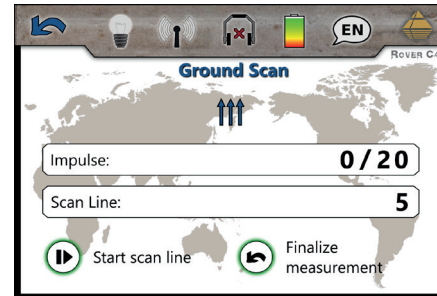 EN
ROVER C4
Ground Scan
Impulse: 0/20
Scan Line: 5
Start scan line
Finalize
measurement